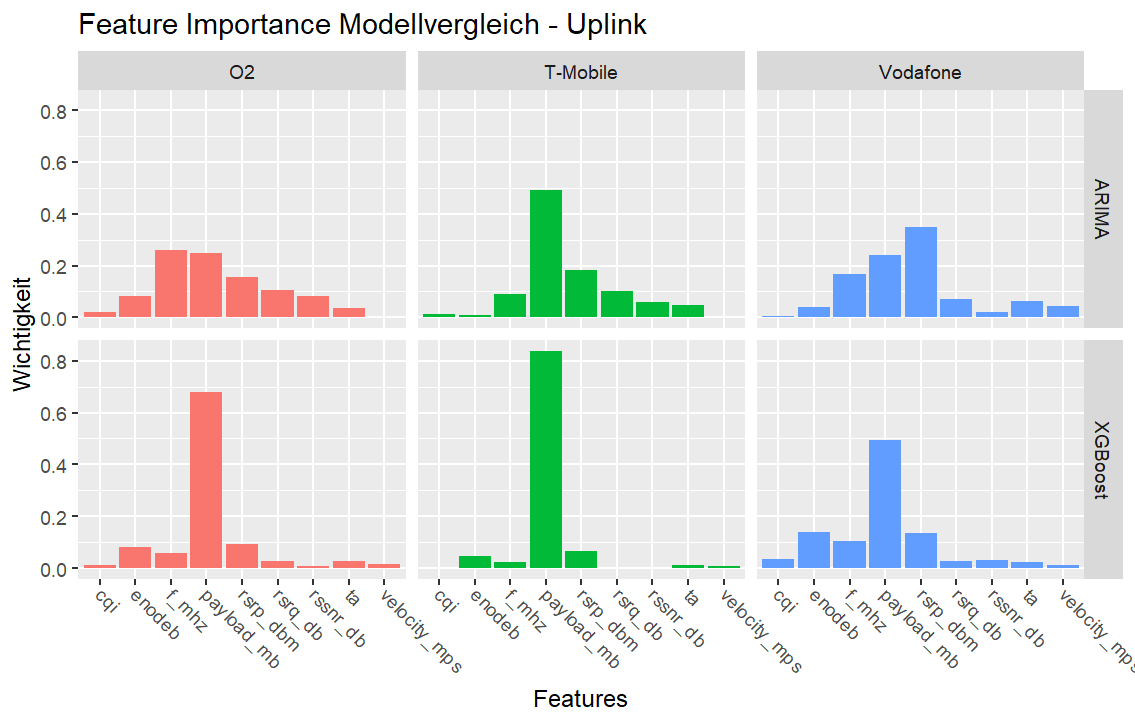 Feature Importance Modellvergleich - Uplink
O2 T-Mobile Vodafone
0.8
0.6
0.4
0.2
0.0
ARIMA
Wichtigkeit
0.8
0.6
0.4
0.2
0.0
XGBoost
cqi enodeb f_mhz payload_mb rsrp_dbm rsrq_db rssnr_db ta velocity_mps
cqi enodeb f_mhz payload_mb rsrp_dbm rsrq_db rssnr_db ta velocity_mps
cqi enodeb f_mhz payload_mb rsrp_dbm rsrq_db rssnr_db ta velocity_mps
Features